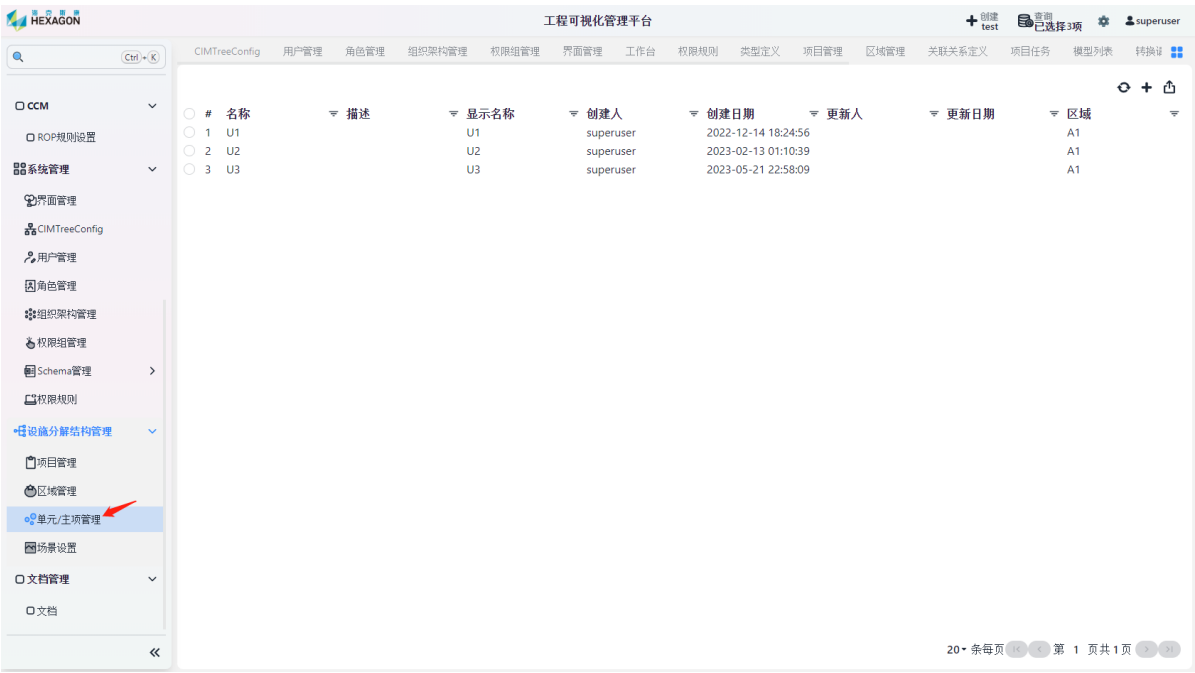 海克斯康
HEXAGON
工程可视化管理平台
创建
test
查询
已选择3项
superuser
Ctrl + K
CIMTreeConfig 用户管理 角色管理 组织架构管理 权限组管理 界面管理 工作台 权限规则 类型定义 项目管理 区域管理 关联关系定义 项目任务 模型列表
CCM
ROP规则设置
系统管理
界面管理
CIMTreeConfig
用户管理
角色管理
组织架构管理
权限组管理
Schema管理
权限规则
设施分解结构管理
项目管理
区域管理
单元/主项管理
场景设置
文档管理
文档
# 名称 描述 显示名称 创建人 创建日期 更新人 更新日期 区域
1 U1 U1 superuser 2022-12-14 18:24:56 A1
2 U2 U2 superuser 2023-02-13 01:10:39 A1
3 U3 U3 superuser 2023-05-21 22:58:09 A1
20 条每页 第 1 页共1页